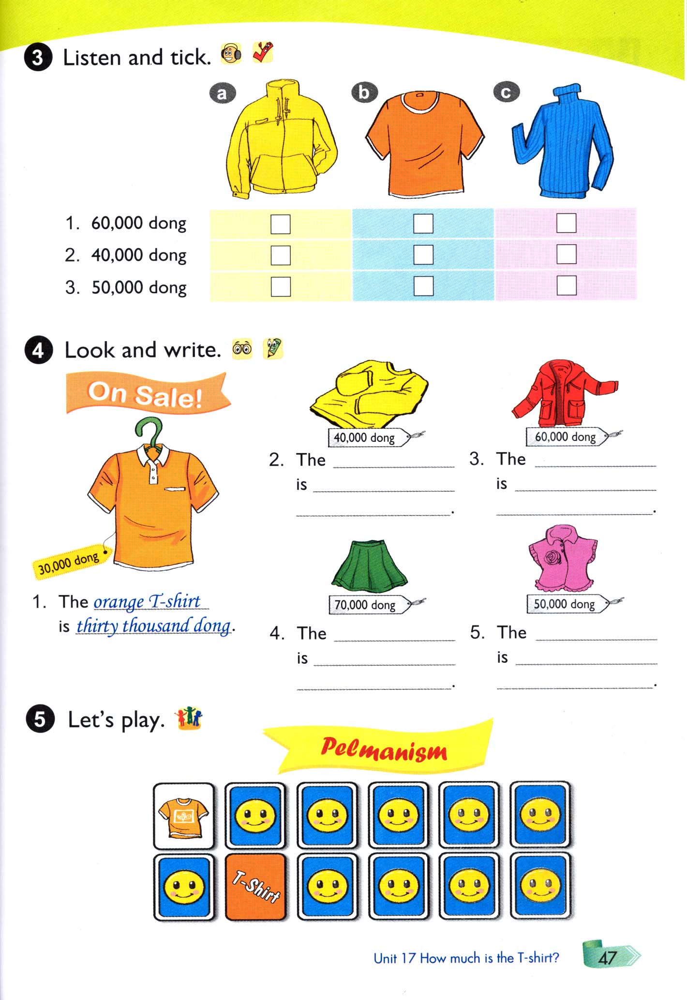 3 Listen and tick.
a b c
1. 60,000 dong
2. 40,000 dong
3. 50,000 dong
4 Look and write.
On Sale!
30,000 dong
1. The orange T-shirt
is thirty thousand dong.
40,000 dong
2. The ____________
is ____________
____________.
60,000 dong
3. The ____________
is ____________
____________.
70,000 dong
4. The ____________
is ____________
____________.
50,000 dong
5. The ____________
is ____________
____________.
5 Let's play.
Pelmanism
T-Shirt
Unit 17 How much is the T-shirt?
47